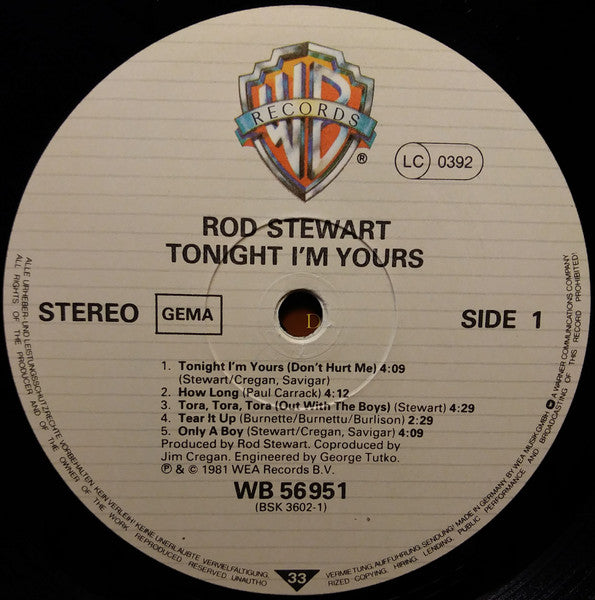 WB
RECORDS
®
LC 0392
ROD STEWART
TONIGHT I'M YOURS
STEREO GEMA SIDE 1
1. Tonight I'm Yours (Don't Hurt Me) 4:09
(Stewart/Cregan, Savigar)
2. How Long (Paul Carrack) 4:12
3. Tora, Tora, Tora (Out With The Boys) (Stewart) 4:29
4. Tear It Up (Burnette/Burnettu/Burlison) 2:29
5. Only A Boy (Stewart/Cregan, Savigar) 4:09
Produced by Rod Stewart. Coproduced by
Jim Cregan. Engineered by George Tutko.
℗ & © 1981 WEA Records B.V.
WB 56 951
(BSK 3602-1)
33
ALLE URHEBER- UND LEISTUNGSSCHUTZRECHTE VORBEHALTEN. KEIN VERLEIH! KEINE UNERLAUBTE VERVIELFÄLTIGUNG, VERMIETUNG, AUFFÜHRUNG, SENDUNG! MADE IN GERMANY BY WEA MUSIK GMBH A WARNER COMMUNICATIONS COMPANY
ALL RIGHTS OF THE PRODUCER AND OF THE OWNER OF THE WORK REPRODUCED RESERVED. UNAUTHO RIZED COPYING, HIRING, LENDING, PUBLIC PERFORMANCE AND BROADCASTING OF THIS RECORD PROHIBITED!